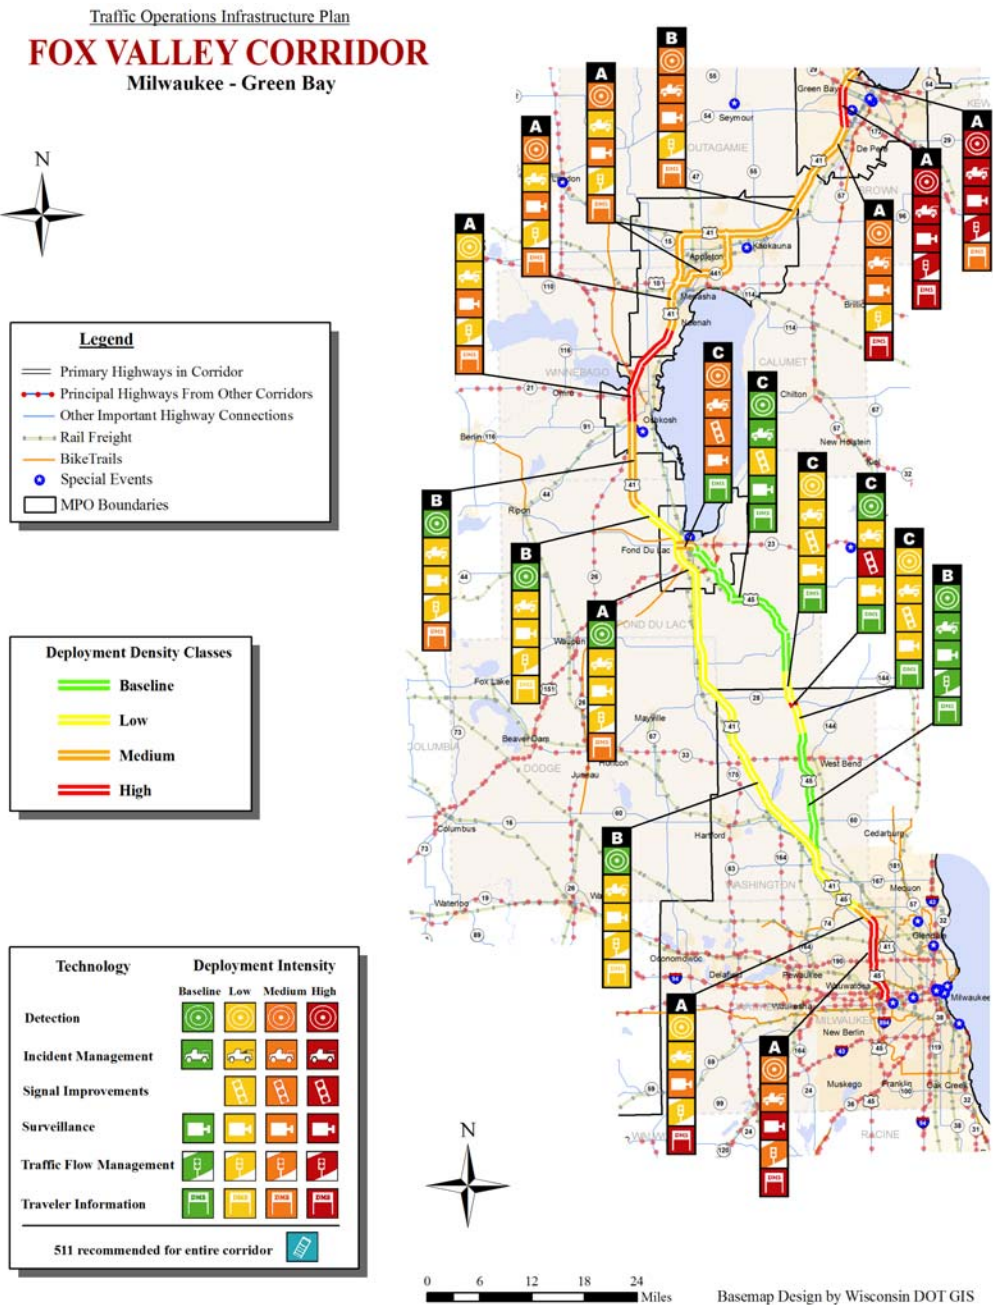 Traffic Operations Infrastructure Plan
FOX VALLEY CORRIDOR
Milwaukee - Green Bay
N
Legend
Primary Highways in Corridor
Principal Highways From Other Corridors
Other Important Highway Connections
Rail Freight
BikeTrails
Special Events
MPO Boundaries
Deployment Density Classes
Baseline
Low
Medium
High
Technology Deployment Intensity
Baseline Low Medium High
Detection
Incident Management
Signal Improvements
Surveillance
Traffic Flow Management
Traveler Information
DMS DMS DMS DMS
511 recommended for entire corridor
B
A
A
A
A
A
A
A
C
C
C
C
C
B
B
B
A
B
A
A
Green Bay
Seymour
De Pere
OUTAGAMIE
BROWN
Kaukauna
Appleton
Menasha
Neenah
WINNEBAGO
Omro
CALUMET
Chilton
Oshkosh
Berlin
New Holstein
Kiel
Ripon
Fond Du Lac
FOND DU LAC
Waupun
Fox Lake
Beaver Dam
Mayville
Horicon
DODGE
Juneau
West Bend
Columbus
Hartford
Cedarburg
WASHINGTON
Mequon
Waterloo
Glendale
Oconomowoc
Delafield
Pewaukee
Wauwatosa
Milwaukee
Waukesha
MILWAUKEE
New Berlin
Muskego
Franklin
Oak Creek
RACINE
N
0 6 12 18 24
Miles
Basemap Design by Wisconsin DOT GIS